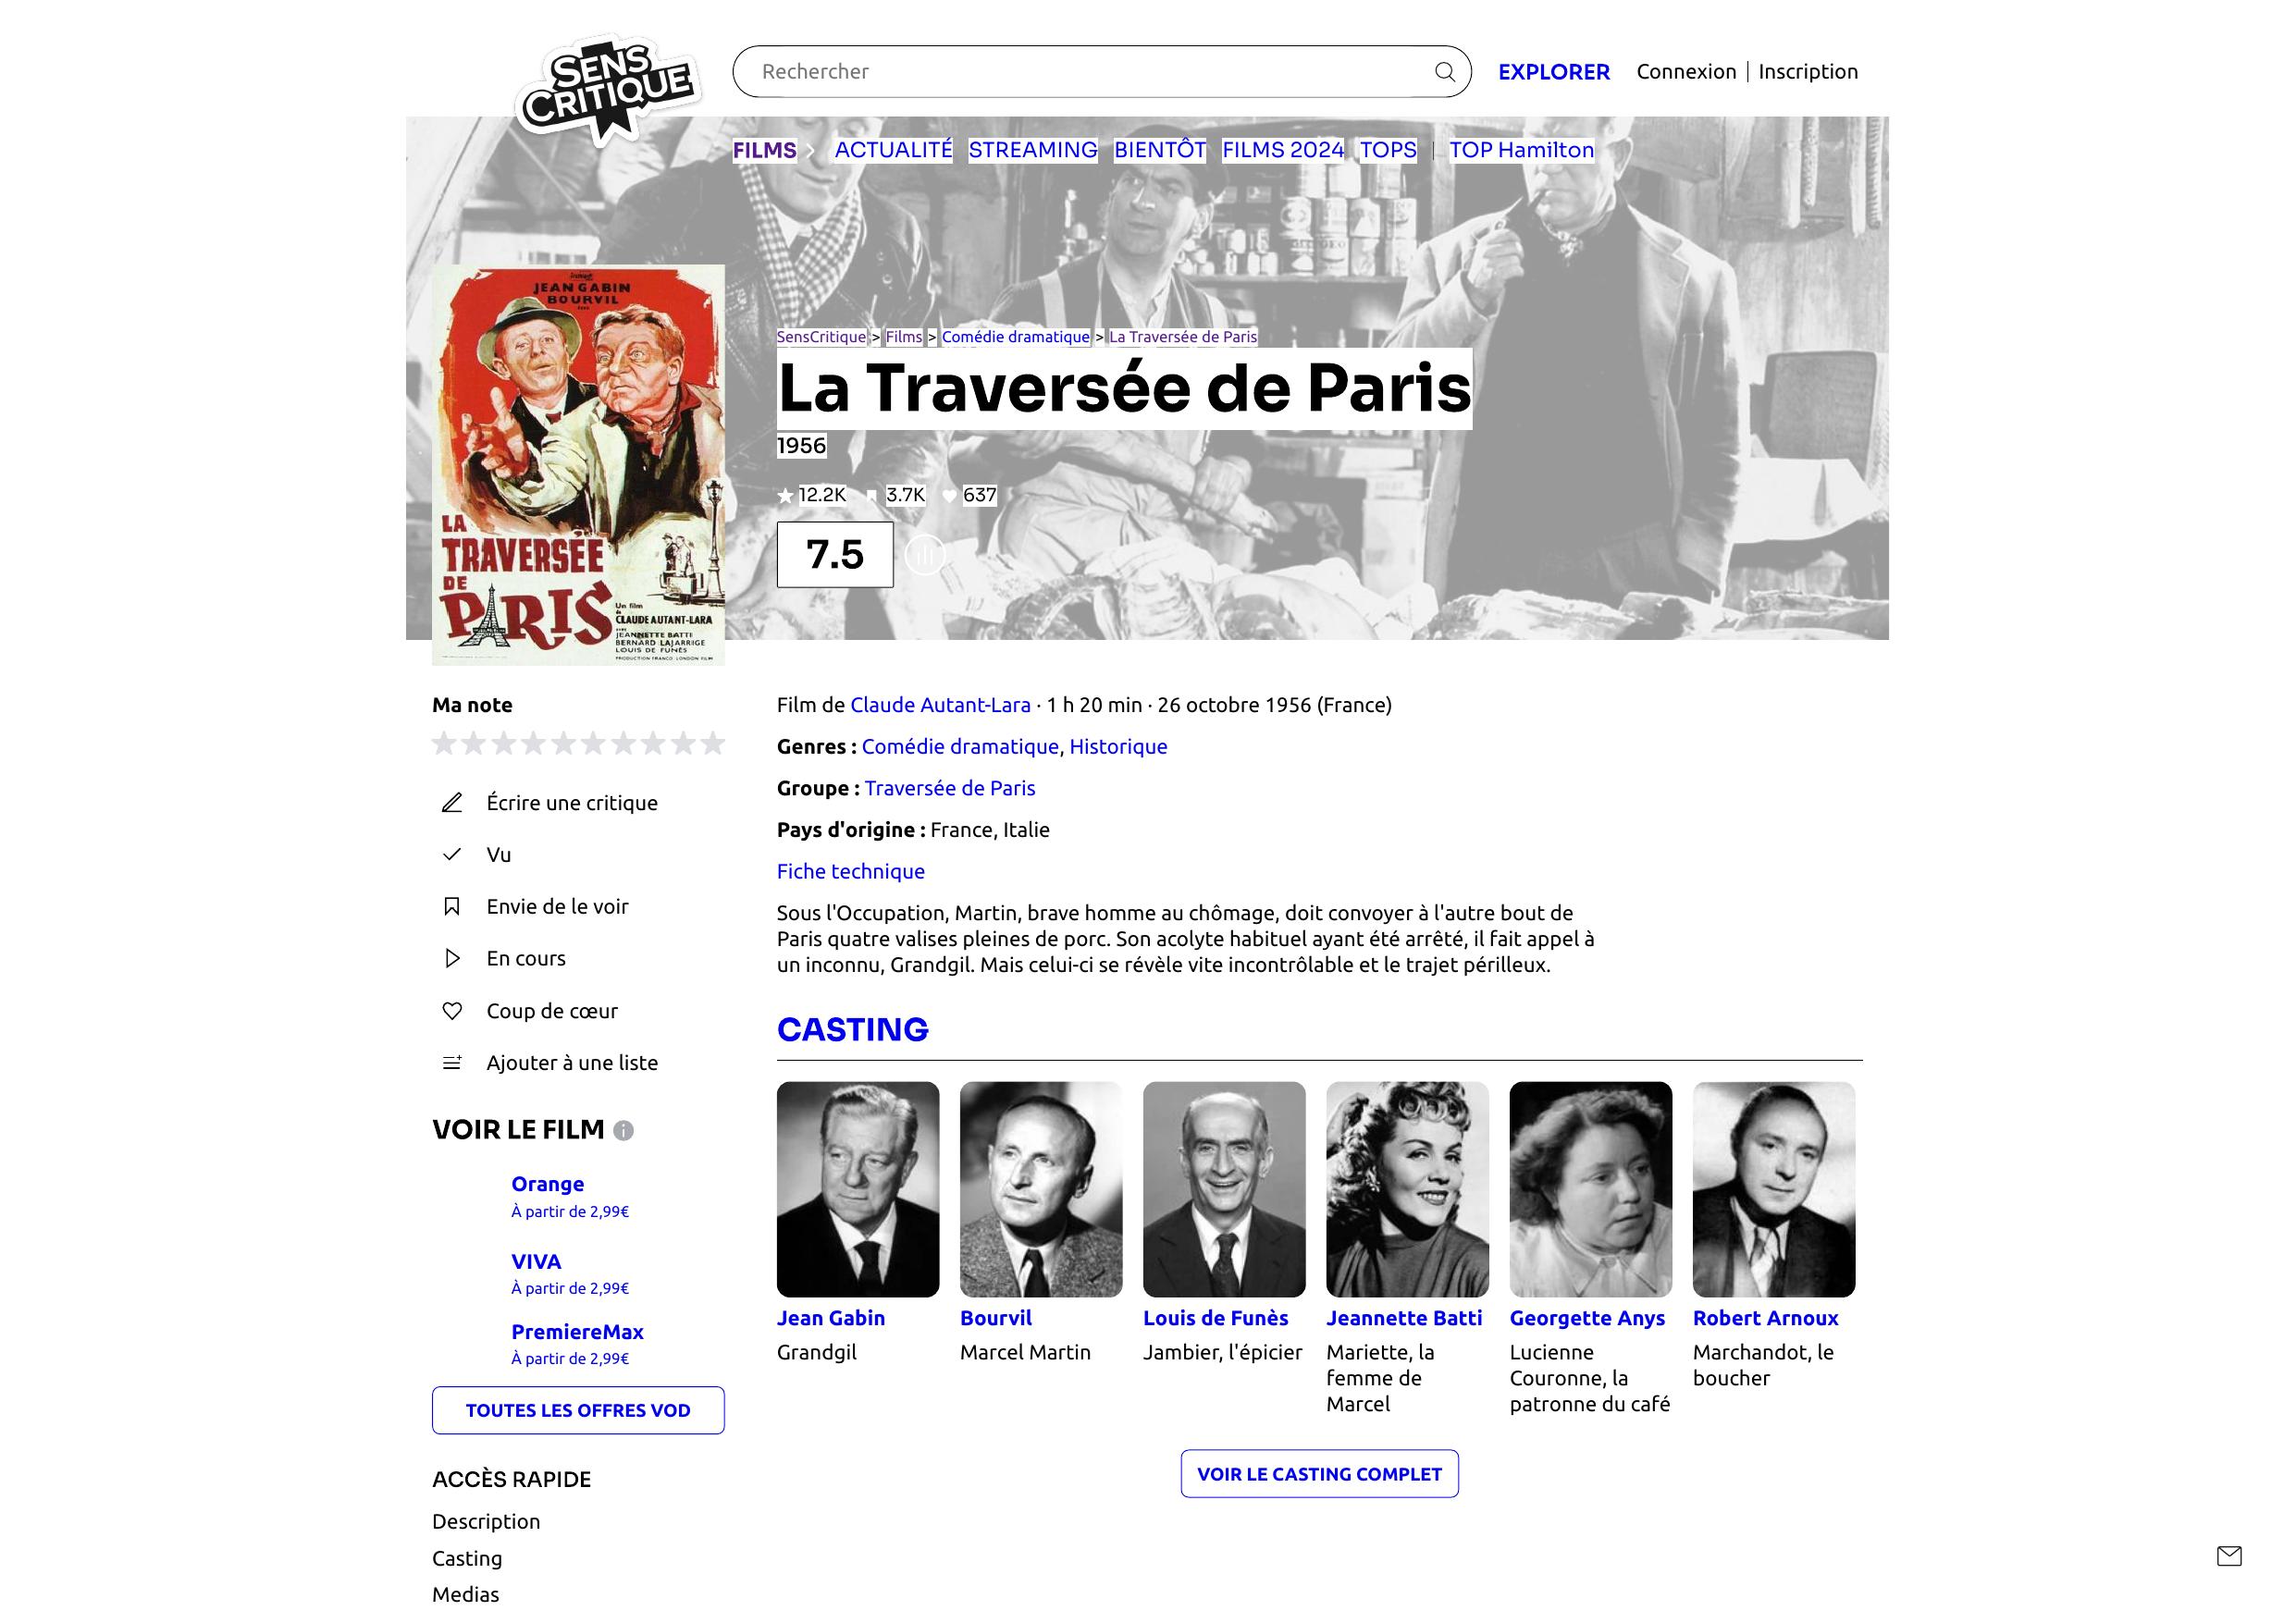 SENS
CRITIQUE
Rechercher
EXPLORER
Connexion | Inscription
FILMS > ACTUALITÉ STREAMING BIENTÔT FILMS 2024 TOPS | TOP Hamilton
JEAN GABIN
BOURVIL
LA
TRAVERSÉE
DE
PARIS
Un film
de
CLAUDE AUTANT-LARA
JEANNETTE BATTI
BERNARD LAJARRIGE
LOUIS DE FUNÈS
PRODUCTION FRANCO LONDON FILM
SensCritique > Films > Comédie dramatique > La Traversée de Paris
La Traversée de Paris
1956
12.2K 3.7K 637
7.5
Ma note
Écrire une critique
Vu
Envie de le voir
En cours
Coup de cœur
Ajouter à une liste
VOIR LE FILM
Orange
À partir de 2,99€
VIVA
À partir de 2,99€
PremiereMax
À partir de 2,99€
TOUTES LES OFFRES VOD
ACCÈS RAPIDE
Description
Casting
Medias
Film de Claude Autant-Lara · 1 h 20 min · 26 octobre 1956 (France)
Genres : Comédie dramatique, Historique
Groupe : Traversée de Paris
Pays d'origine : France, Italie
Fiche technique
Sous l'Occupation, Martin, brave homme au chômage, doit convoyer à l'autre bout de
Paris quatre valises pleines de porc. Son acolyte habituel ayant été arrêté, il fait appel à
un inconnu, Grandgil. Mais celui-ci se révèle vite incontrôlable et le trajet périlleux.
CASTING
Jean Gabin
Grandgil
Bourvil
Marcel Martin
Louis de Funès
Jambier, l'épicier
Jeannette Batti
Mariette, la
femme de
Marcel
Georgette Anys
Lucienne
Couronne, la
patronne du café
Robert Arnoux
Marchandot, le
boucher
VOIR LE CASTING COMPLET